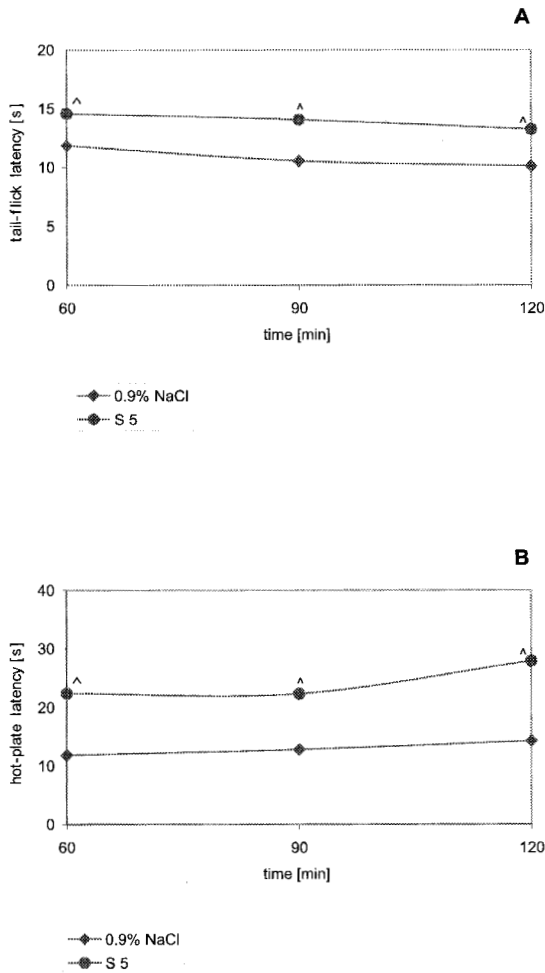 A
20
15
10
5
0
tail-flick latency [s]
^
^
^
60
90
120
time [min]
0.9% NaCl
S 5
B
40
30
20
10
0
hot-plate latency [s]
^
^
^
60
90
120
time [min]
0.9% NaCl
S 5